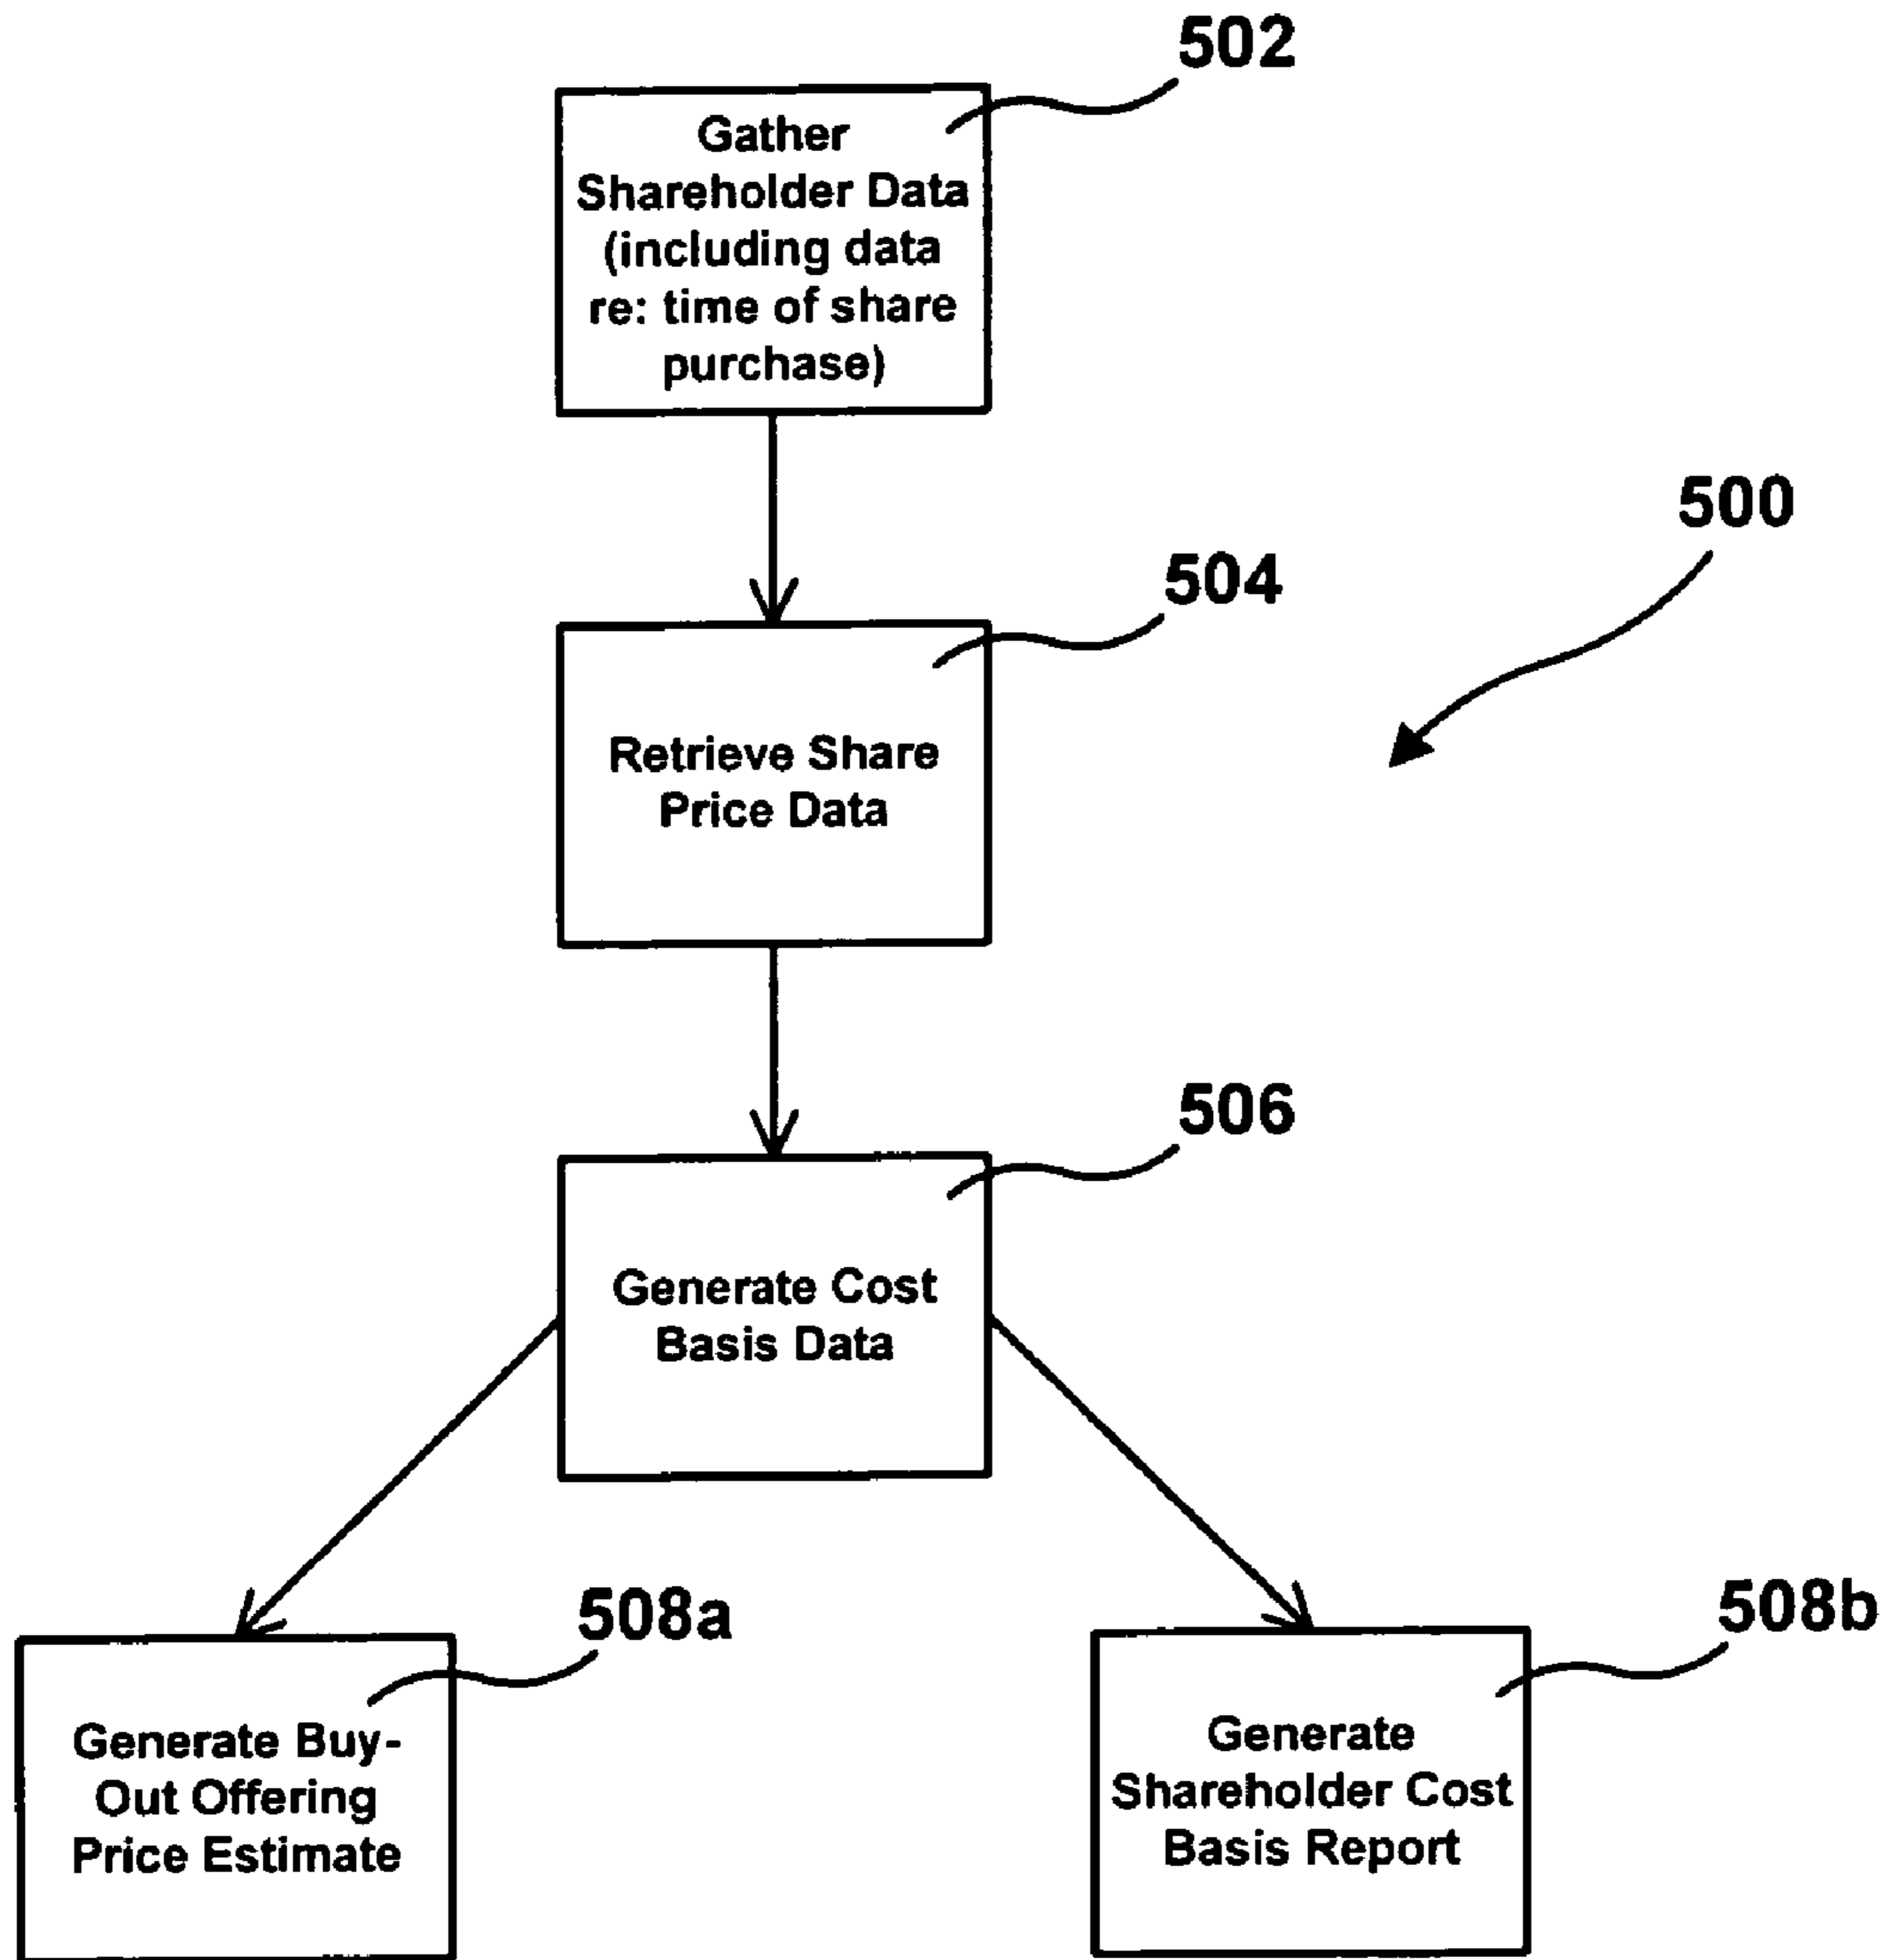 502
Gather
Shareholder Data
(including data
re: time of share
purchase)
500
504
Retrieve Share
Price Data
506
Generate Cost
Basis Data
508a
508b
Generate Buy-
Out Offering
Price Estimate
Generate
Shareholder Cost
Basis Report